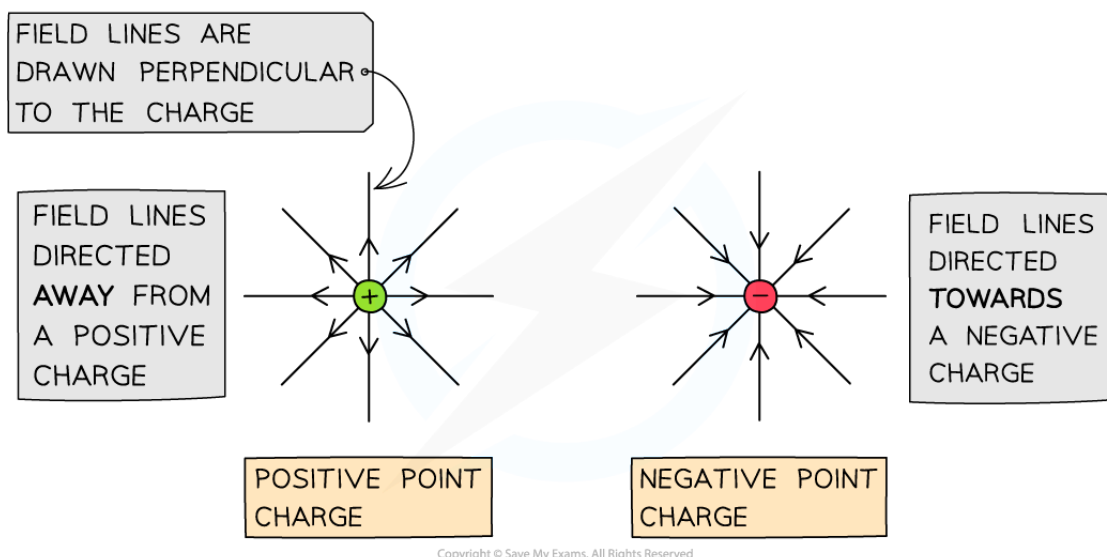 FIELD LINES ARE
DRAWN PERPENDICULAR
TO THE CHARGE
FIELD LINES
DIRECTED
AWAY FROM
A POSITIVE
CHARGE
+
−
FIELD LINES
DIRECTED
TOWARDS
A NEGATIVE
CHARGE
POSITIVE POINT
CHARGE
NEGATIVE POINT
CHARGE
Copyright © Save My Exams. All Rights Reserved